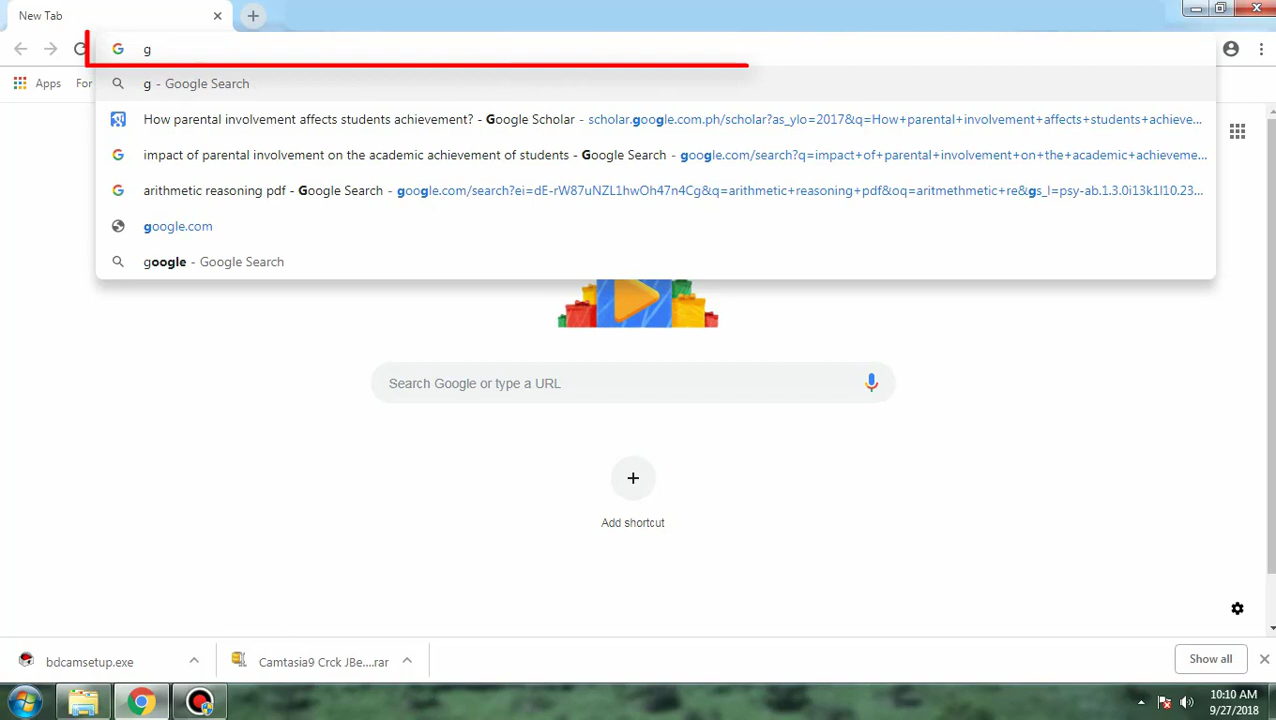 New Tab
g
g - Google Search
How parental involvement affects students achievement? - Google Scholar - scholar.google.com.ph/scholar?as_ylo=2017&q=How+parental+involvement+affects+students+achieve...
impact of parental involvement on the academic achievement of students - Google Search - google.com/search?q=impact+of+parental+involvement+on+the+academic+achieveme...
arithmetic reasoning pdf - Google Search - google.com/search?ei=dE-rW87uNZL1hwOh47n4Cg&q=arithmetic+reasoning+pdf&oq=aritmethmetic+re&gs_l=psy-ab.1.3.0i13k1l10.23...
google.com
google - Google Search
Apps For
Search Google or type a URL
Add shortcut
bdcamsetup.exe
Camtasia9 Crck JBe....rar
Show all
10:10 AM
9/27/2018